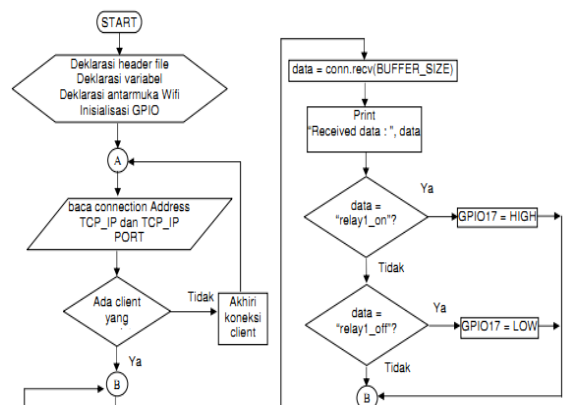 START
Deklarasi header file
Deklarasi variabel
Deklarasi antarmuka Wifi
Inisialisasi GPIO
A
baca connection Address
TCP_IP dan TCP_IP
PORT
Ada client
yang
Tidak
Akhiri
koneksi
client
Ya
B
data = conn.recv(BUFFER_SIZE)
Print
"Received data : ", data
data =
"relay1_on"?
Ya
GPIO17 = HIGH
Tidak
data =
"relay1_off"?
Ya
GPIO17 = LOW
Tidak
B